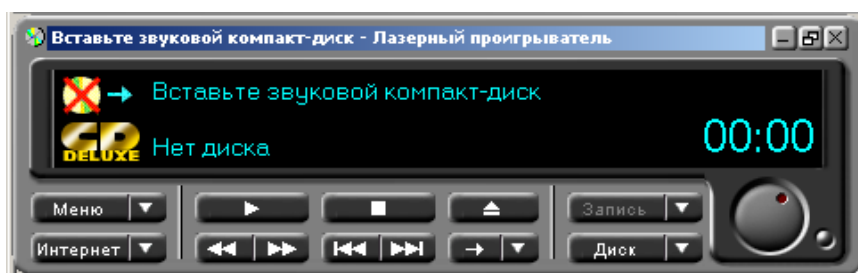 Вставьте звуковой компакт-диск - Лазерный проигрыватель
Вставьте звуковой компакт-диск
CD
DELUXE
Нет диска
00:00
Меню
Запись
Интернет
Диск